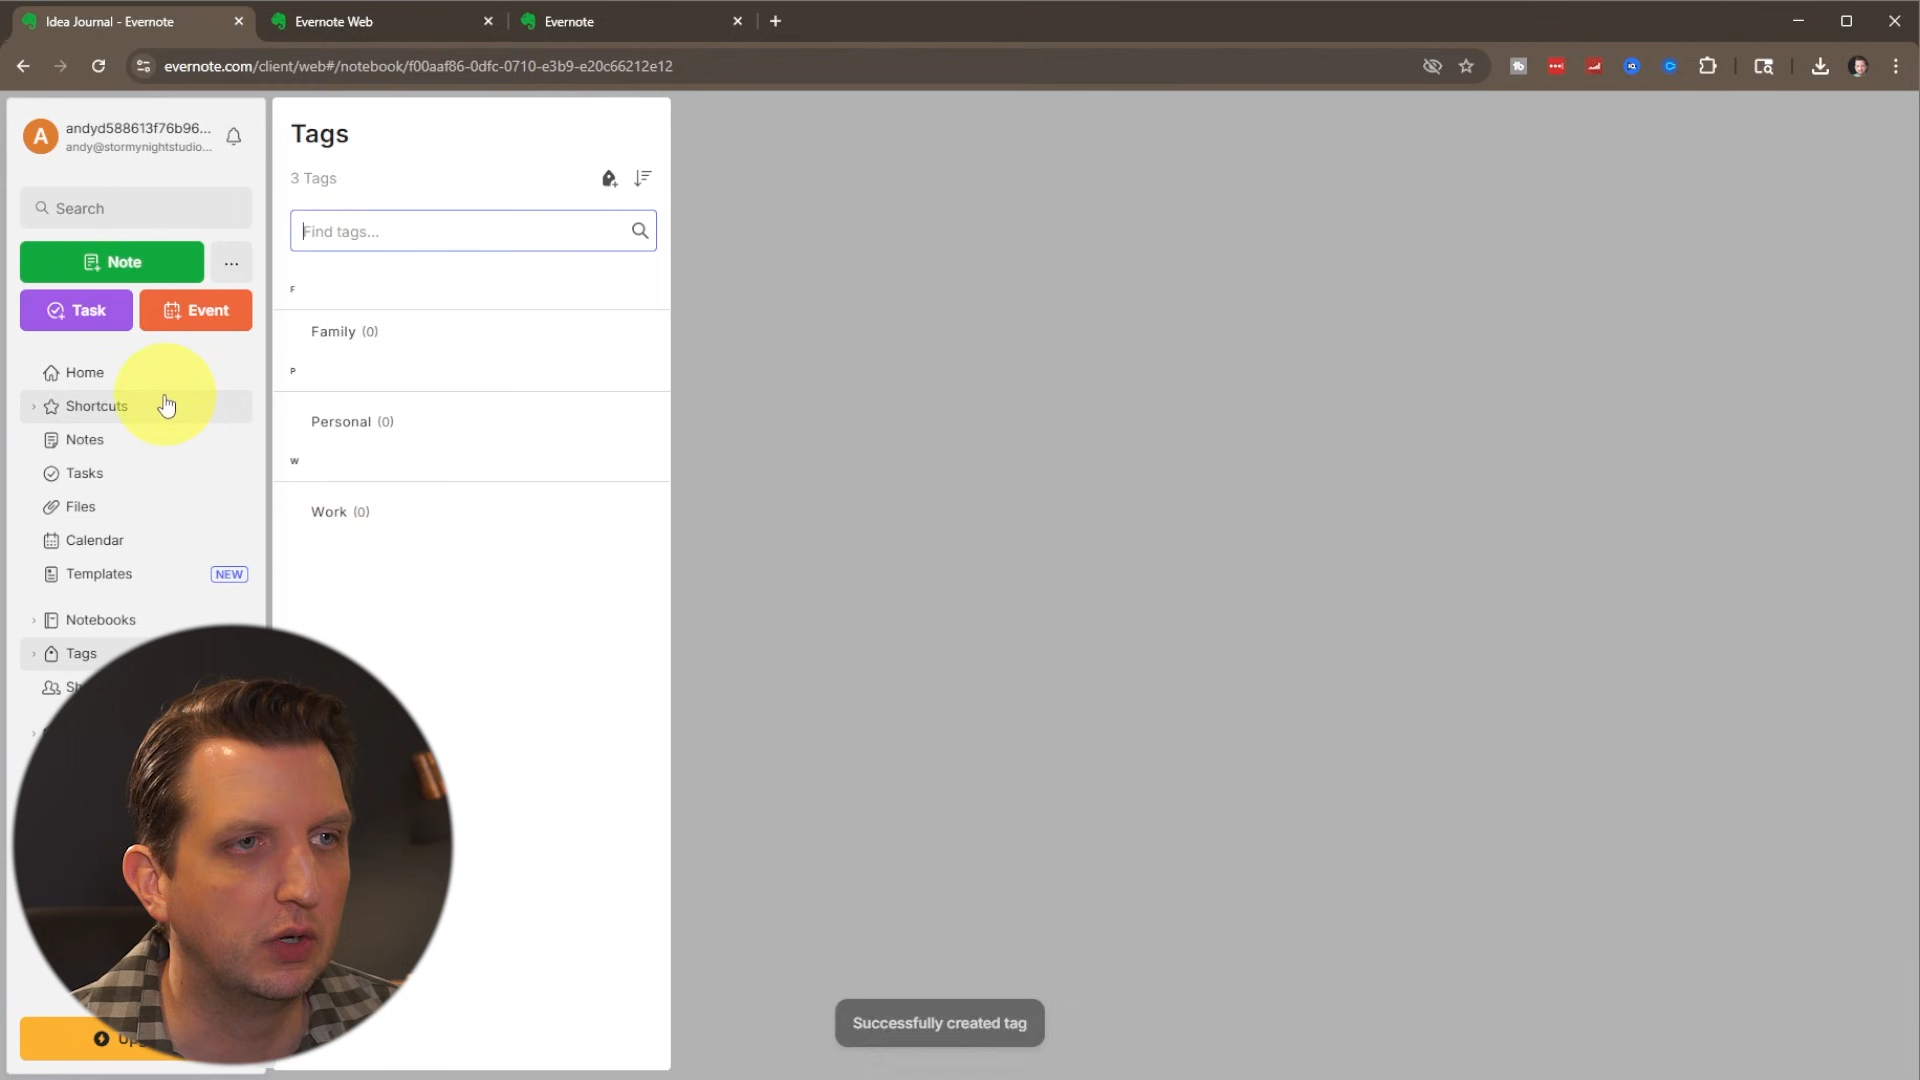 Idea Journal - Evernote
Evernote Web
Evernote
evernote.com/client/web#/notebook/f00aaf86-0dfc-0710-e3b9-e20c66212e12
A
andyd588613f76b96...
andy@stormynightstudio...
Search
Note
...
Task
Event
Home
Shortcuts
Notes
Tasks
Files
Calendar
Templates
NEW
Notebooks
Tags
Tags
3 Tags
Find tags...
F
Family (0)
P
Personal (0)
W
Work (0)
Successfully created tag